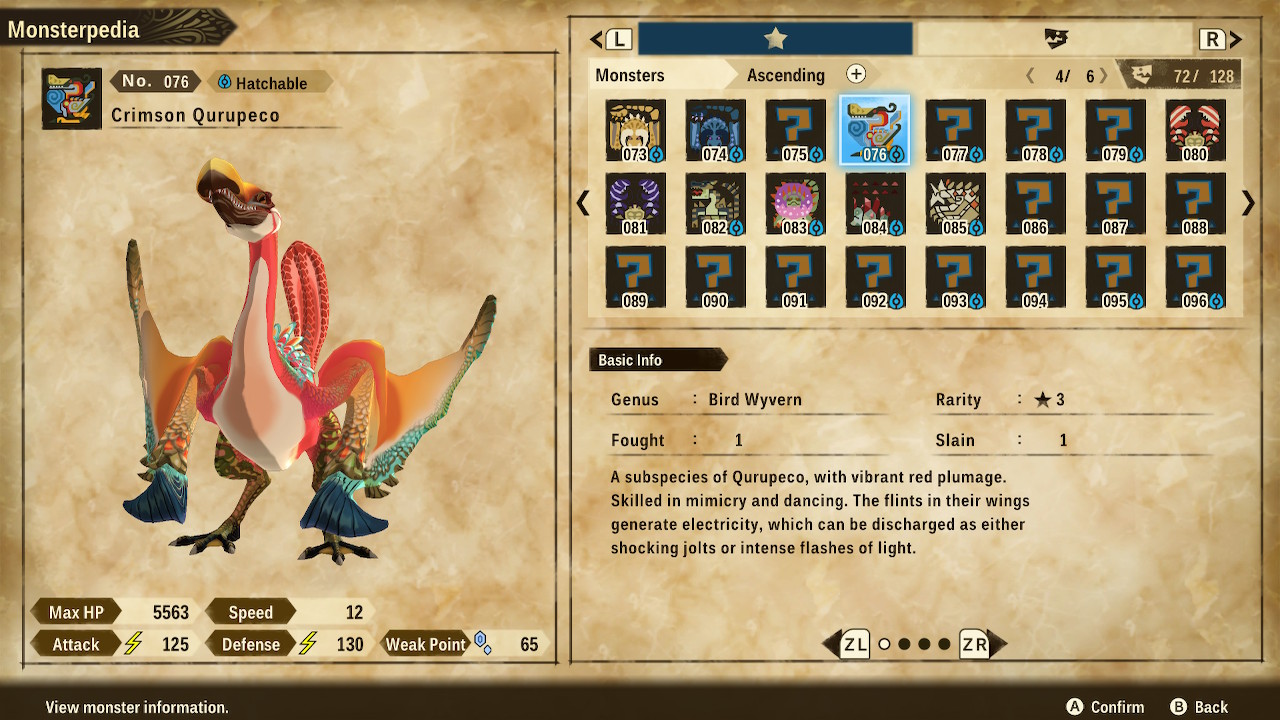 Monsterpedia
No. 076
Hatchable
Crimson Qurupeco
Max HP 5563
Speed 12
Attack 125
Defense 130
Weak Point 65
L
R
Monsters
Ascending
4/ 6
72/ 128
073 074 075 076 077 078 079 080
081 082 083 084 085 086 087 088
089 090 091 092 093 094 095 096
Basic Info
Genus : Bird Wyvern
Rarity : ★ 3
Fought : 1
Slain : 1
A subspecies of Qurupeco, with vibrant red plumage.
Skilled in mimicry and dancing. The flints in their wings
generate electricity, which can be discharged as either
shocking jolts or intense flashes of light.
ZL
ZR
View monster information.
A Confirm
B Back